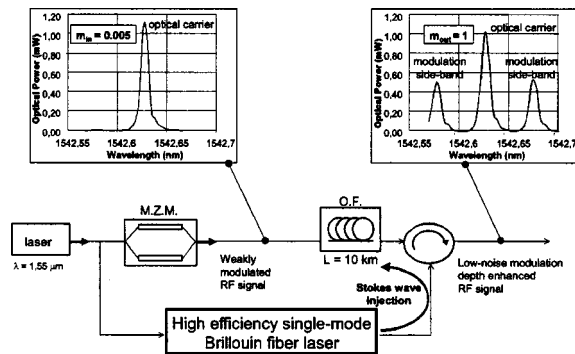 1,20
1,00
0,80
0,60
0,40
0,20
0,00
Optical Power (mW)
optical carrier
m_in = 0.005
1542,55
1542,6
1542,65
1542,7
Wavelength (nm)
1,20
1,00
0,80
0,60
0,40
0,20
0,00
Optical Power (mW)
optical carrier
m_out = 1
modulation
side-band
modulation
side-band
1542,55
1542,6
1542,65
1542,7
Wavelength (nm)
M.Z.M.
O.F.
laser
λ = 1,55 μm
Weakly
modulated
RF signal
L = 10 km
Stokes wave
injection
Low-noise modulation
depth enhanced
RF signal
High efficiency single-mode
Brillouin fiber laser